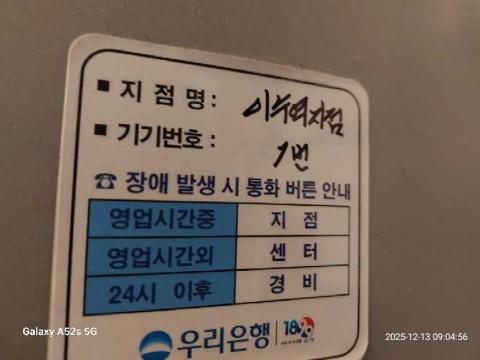 ■ 지 점 명 : 이수역지점
■ 기기번호 : 1번
☎ 장애 발생 시 통화 버튼 안내
영업시간중 지 점
영업시간외 센 터
24시 이후 경 비
우리은행 1899
Galaxy A52s 5G
2025-12-13 09:04:56